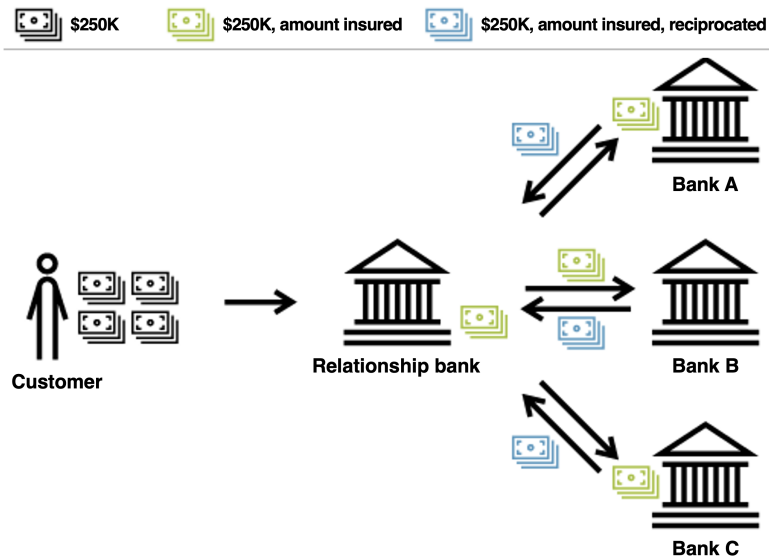 $250K
$250K, amount insured
$250K, amount insured, reciprocated
Bank A
Customer
Relationship bank
Bank B
Bank C